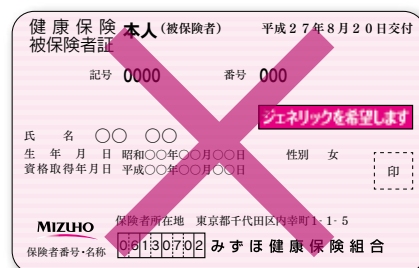 健康保険 本人(被保険者) 平成27年8月20日交付
被保険者証
記号 0000 番号 000
ジェネリックを希望します
氏名 ○○ ○○
生年月日 昭和○○年○○月○○日 性別 女
資格取得年月日 平成○○年○○月○○日
印
MIZUHO 保険者所在地 東京都千代田区内幸町1-1-5
保険者番号・名称 06130702 みずほ健康保険組合